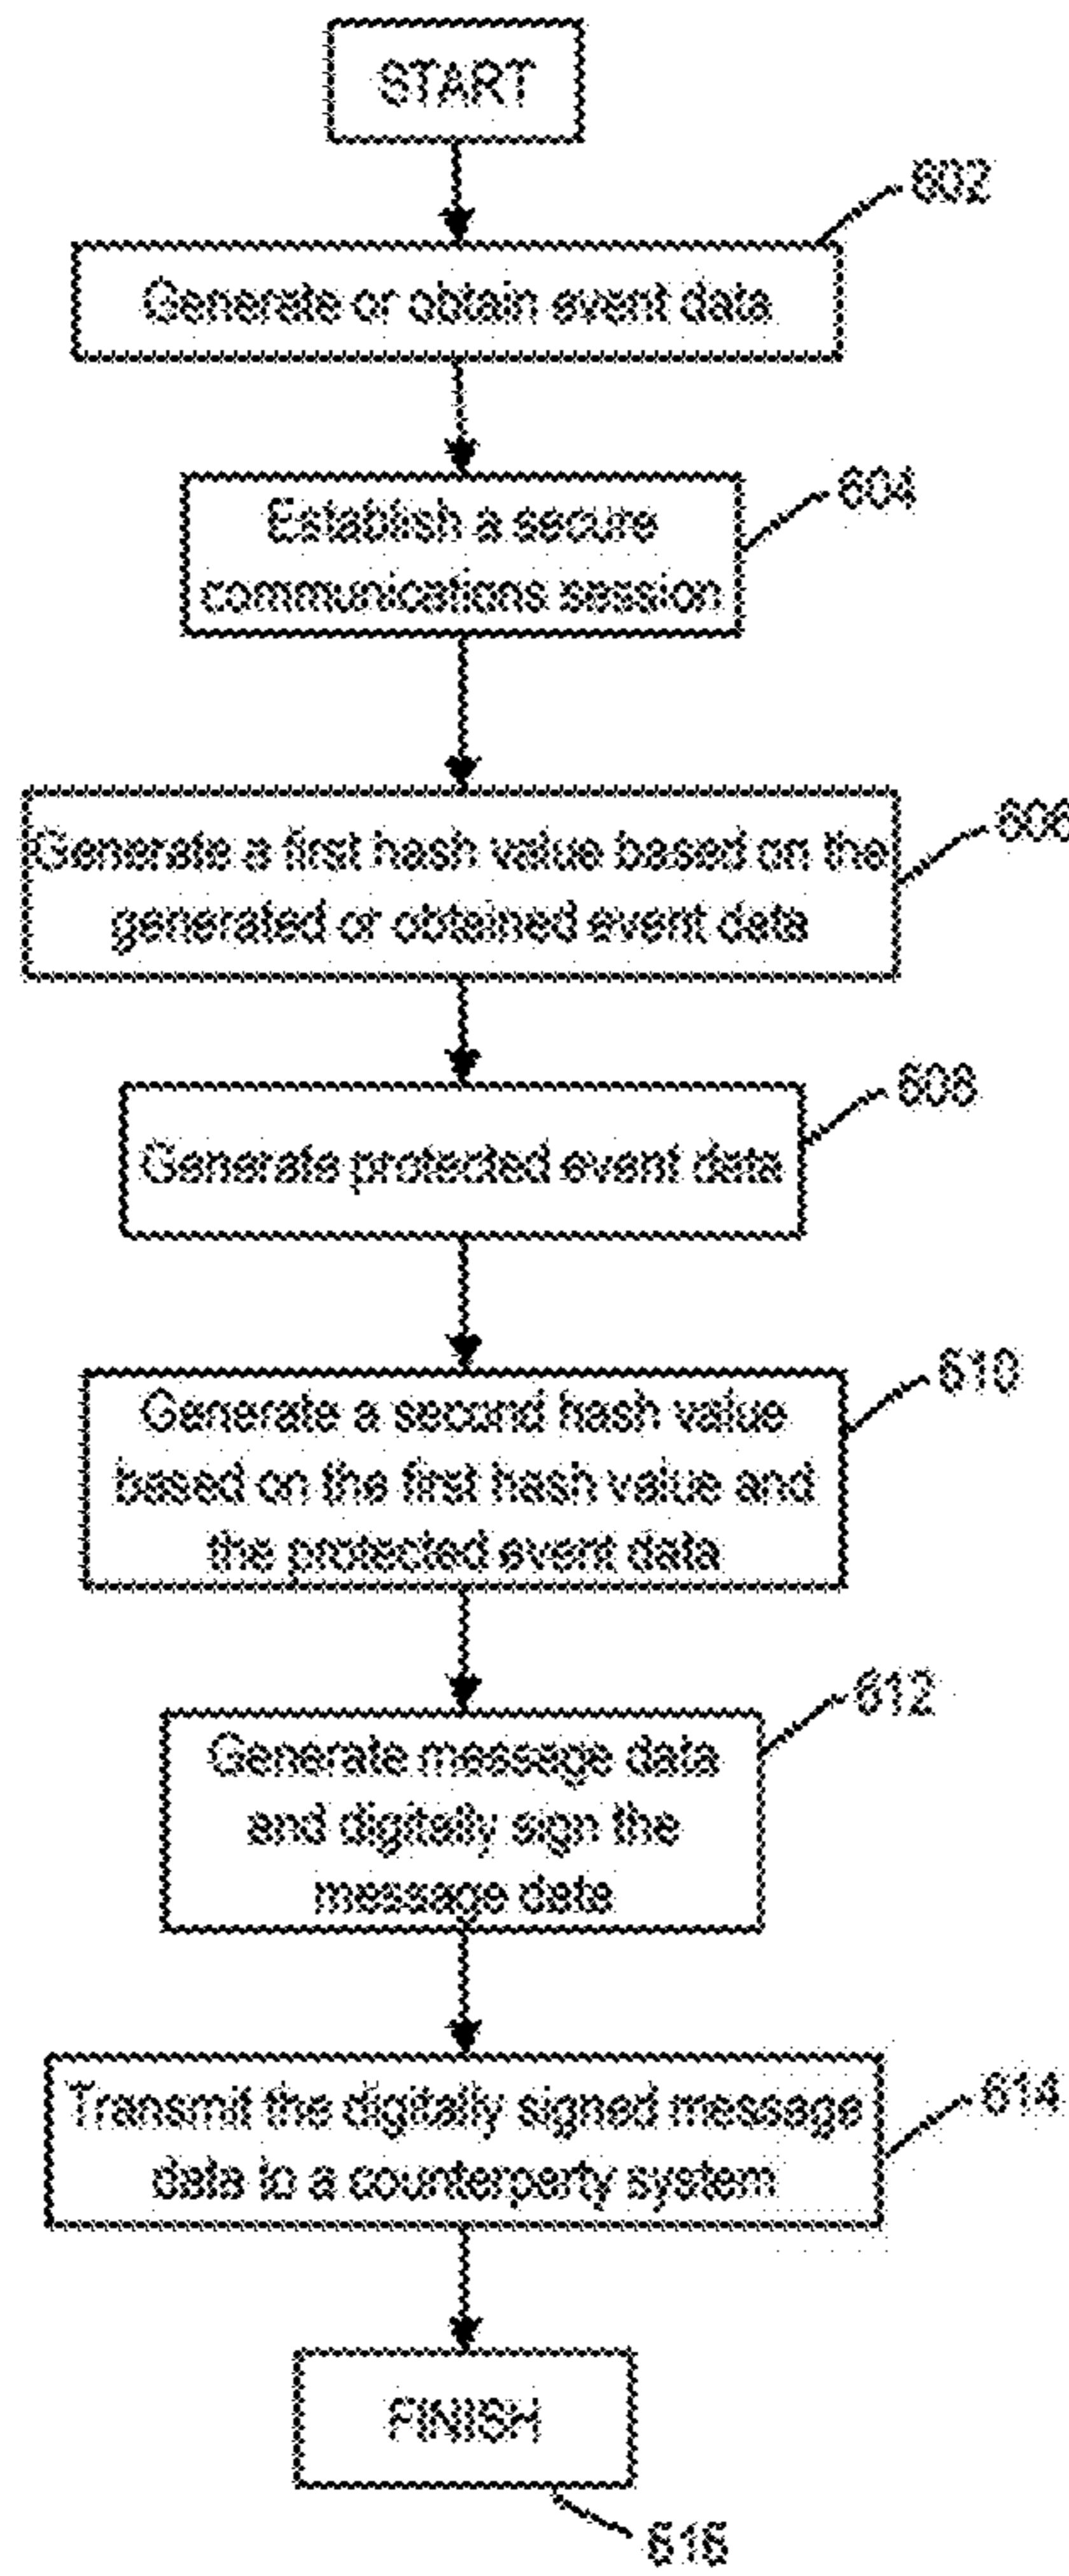 START
602
Generate or obtain event data
604
Establish a secure
communications session
606
Generate a first hash value based on the
generated or obtained event data
608
Generate protected event data
610
Generate a second hash value
based on the first hash value and
the protected event data
612
Generate message data
and digitally sign the
message data
614
Transmit the digitally signed message
data to a counterparty system
FINISH
616